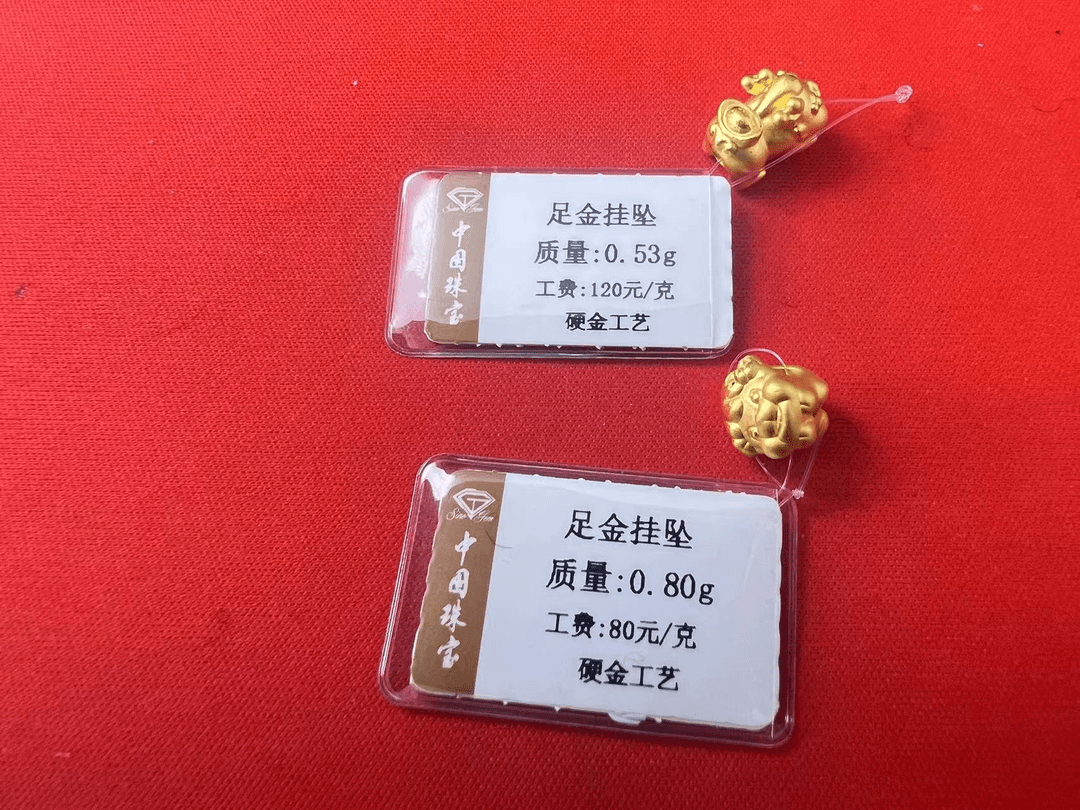 中国珠宝
足金挂坠
质量:0.53g
工费:120元/克
硬金工艺
Sino Gem
中国珠宝
足金挂坠
质量:0.80g
工费:80元/克
硬金工艺